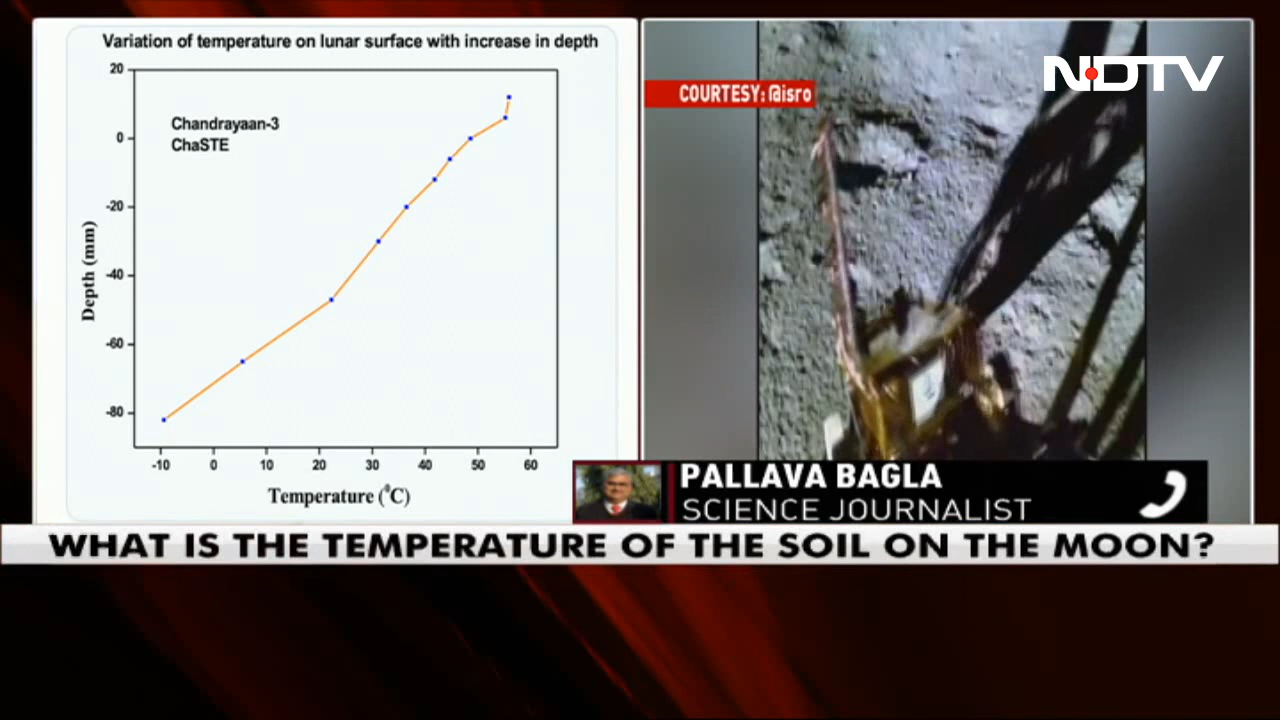 Variation of temperature on lunar surface with increase in depth
Chandrayaan-3
ChaSTE
20
0
-20
-40
-60
-80
Depth (mm)
-10 0 10 20 30 40 50 60
Temperature (⁰C)
COURTESY: @isro
NDTV
PALLAVA BAGLA
SCIENCE JOURNALIST
WHAT IS THE TEMPERATURE OF THE SOIL ON THE MOON?